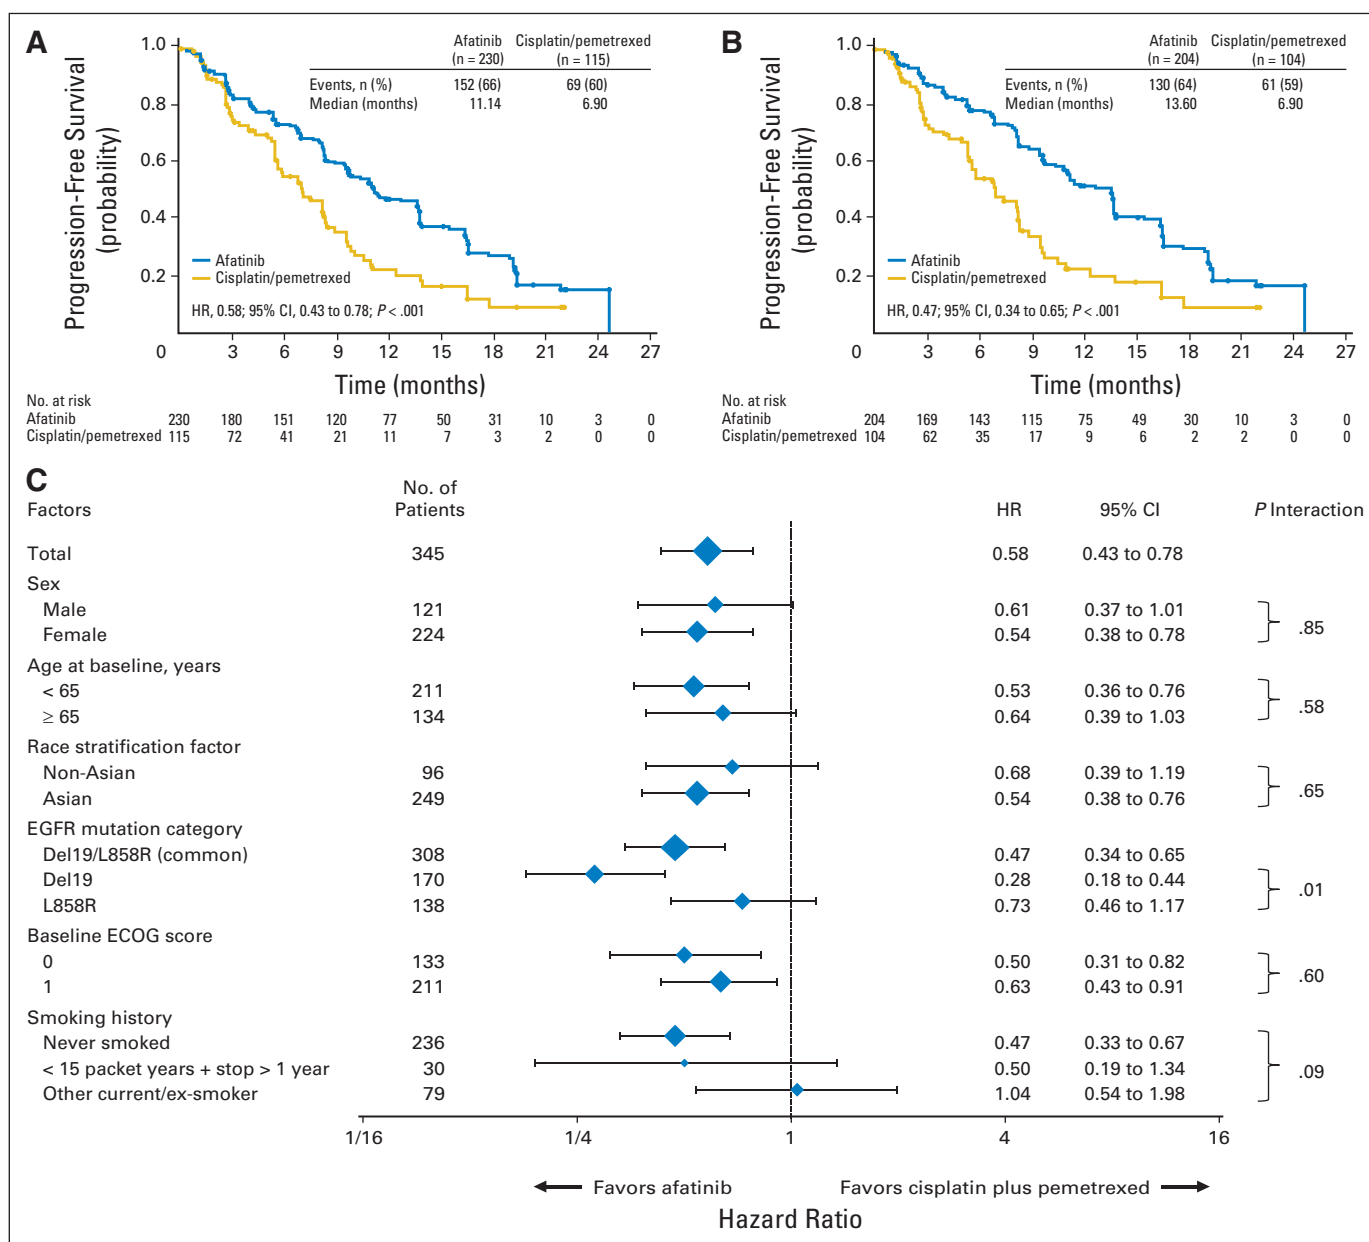 A
Progression-Free Survival
(probability)
1.0
0.8
0.6
0.4
0.2
Afatinib Cisplatin/pemetrexed
(n = 230) (n = 115)
Events, n (%) 152 (66) 69 (60)
Median (months) 11.14 6.90
Afatinib
Cisplatin/pemetrexed
HR, 0.58; 95% CI, 0.43 to 0.78; P < .001
0 3 6 9 12 15 18 21 24 27
Time (months)
No. at risk
Afatinib 230 180 151 120 77 50 31 10 3 0
Cisplatin/pemetrexed 115 72 41 21 11 7 3 2 0 0
B
Progression-Free Survival
(probability)
1.0
0.8
0.6
0.4
0.2
Afatinib Cisplatin/pemetrexed
(n = 204) (n = 104)
Events, n (%) 130 (64) 61 (59)
Median (months) 13.60 6.90
Afatinib
Cisplatin/pemetrexed
HR, 0.47; 95% CI, 0.34 to 0.65; P < .001
0 3 6 9 12 15 18 21 24 27
Time (months)
No. at risk
Afatinib 204 169 143 115 75 49 30 10 3 0
Cisplatin/pemetrexed 104 62 35 17 9 6 2 2 0 0
C
Factors No. of Patients HR 95% CI P Interaction
Total 345 0.58 0.43 to 0.78
Sex
Male 121 0.61 0.37 to 1.01
Female 224 0.54 0.38 to 0.78
.85
Age at baseline, years
< 65 211 0.53 0.36 to 0.76
≥ 65 134 0.64 0.39 to 1.03
.58
Race stratification factor
Non-Asian 96 0.68 0.39 to 1.19
Asian 249 0.54 0.38 to 0.76
.65
EGFR mutation category
Del19/L858R (common) 308 0.47 0.34 to 0.65
Del19 170 0.28 0.18 to 0.44
L858R 138 0.73 0.46 to 1.17
.01
Baseline ECOG score
0 133 0.50 0.31 to 0.82
1 211 0.63 0.43 to 0.91
.60
Smoking history
Never smoked 236 0.47 0.33 to 0.67
< 15 packet years + stop > 1 year 30 0.50 0.19 to 1.34
Other current/ex-smoker 79 1.04 0.54 to 1.98
.09
1/16 1/4 1 4 16
Favors afatinib Favors cisplatin plus pemetrexed
Hazard Ratio